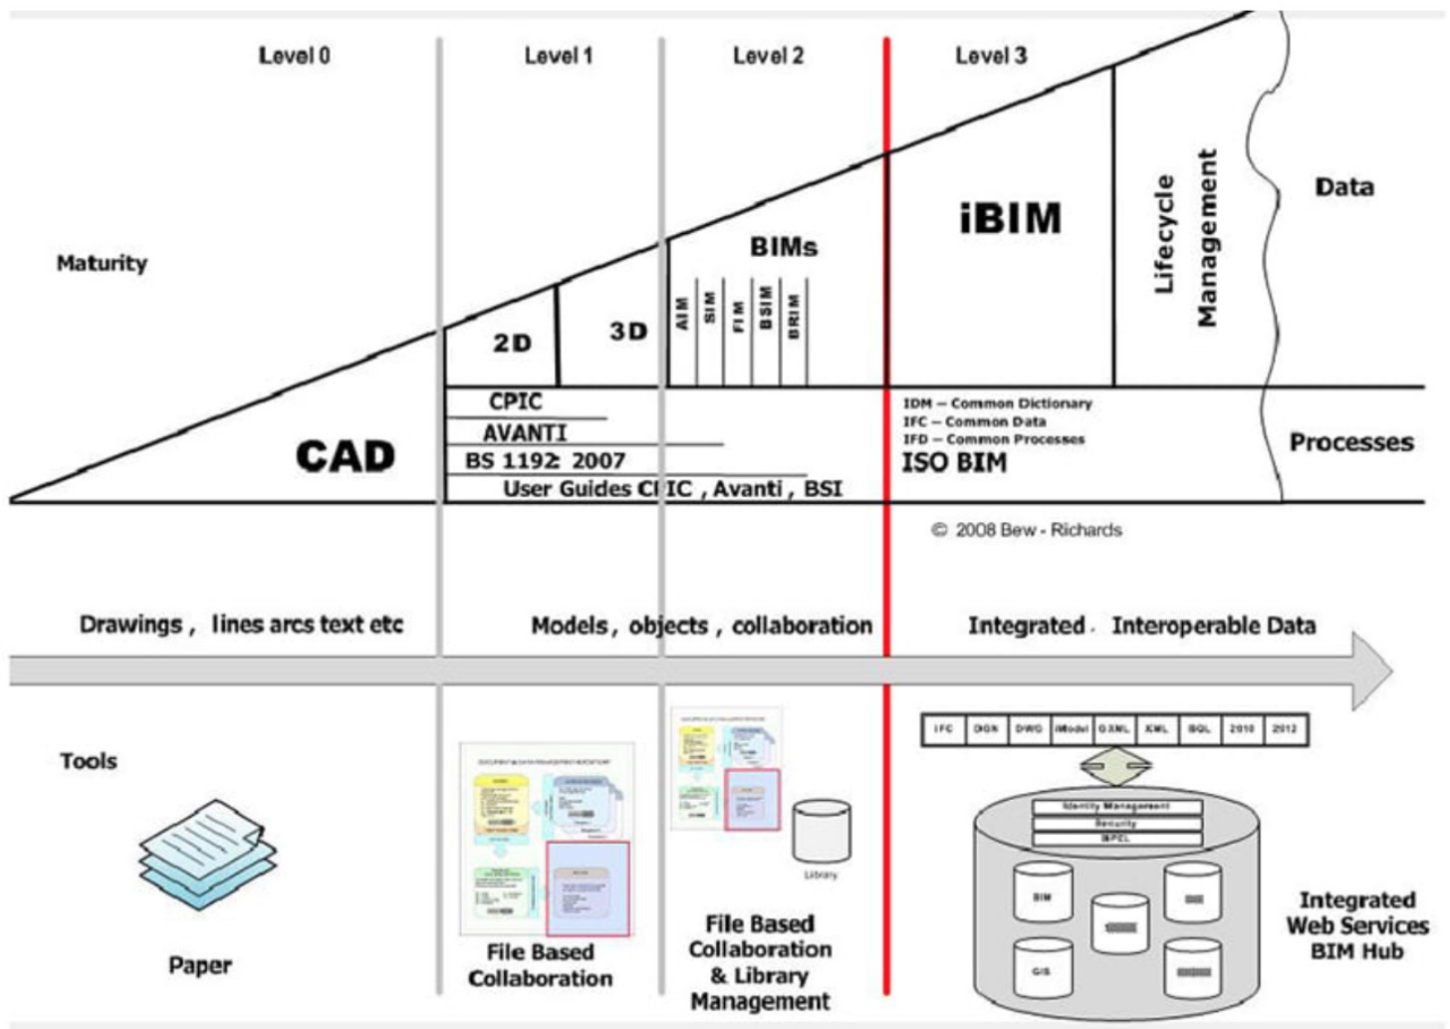 Level 0
Level 1
Level 2
Level 3
Maturity
CAD
2D
3D
BIMs
AIM
SIM
FIM
BSIM
BRIM
iBIM
Lifecycle
Management
Data
CPIC
AVANTI
BS 1192: 2007
User Guides CPIC , Avanti , BSI
IDM – Common Dictionary
IFC – Common Data
IFD – Common Processes
ISO BIM
Processes
© 2008 Bew - Richards
Drawings , lines arcs text etc
Models , objects , collaboration
Integrated . Interoperable Data
Tools
Paper
File Based
Collaboration
Library
File Based
Collaboration
& Library
Management
IFC DGN DWG iModel GXML XML SQL 2010 2012
Identity Management
Security
BPEL
BIM
GIS
Integrated
Web Services
BIM Hub